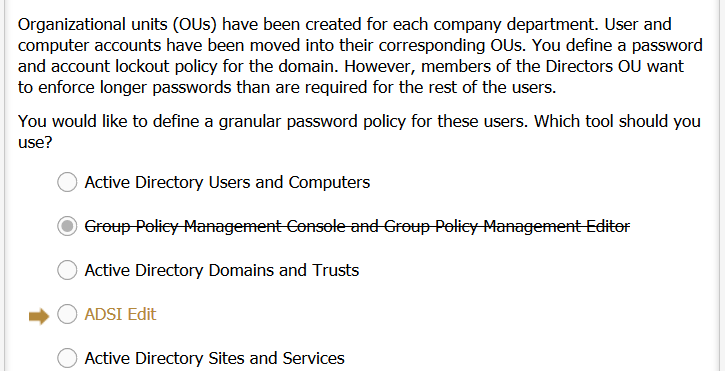 Organizational units (OUs) have been created for each company department. User and
computer accounts have been moved into their corresponding OUs. You define a password
and account lockout policy for the domain. However, members of the Directors OU want
to enforce longer passwords than are required for the rest of the users.
You would like to define a granular password policy for these users. Which tool should you
use?
Active Directory Users and Computers
Group Policy Management Console and Group Policy Management Editor
Active Directory Domains and Trusts
ADSI Edit
Active Directory Sites and Services